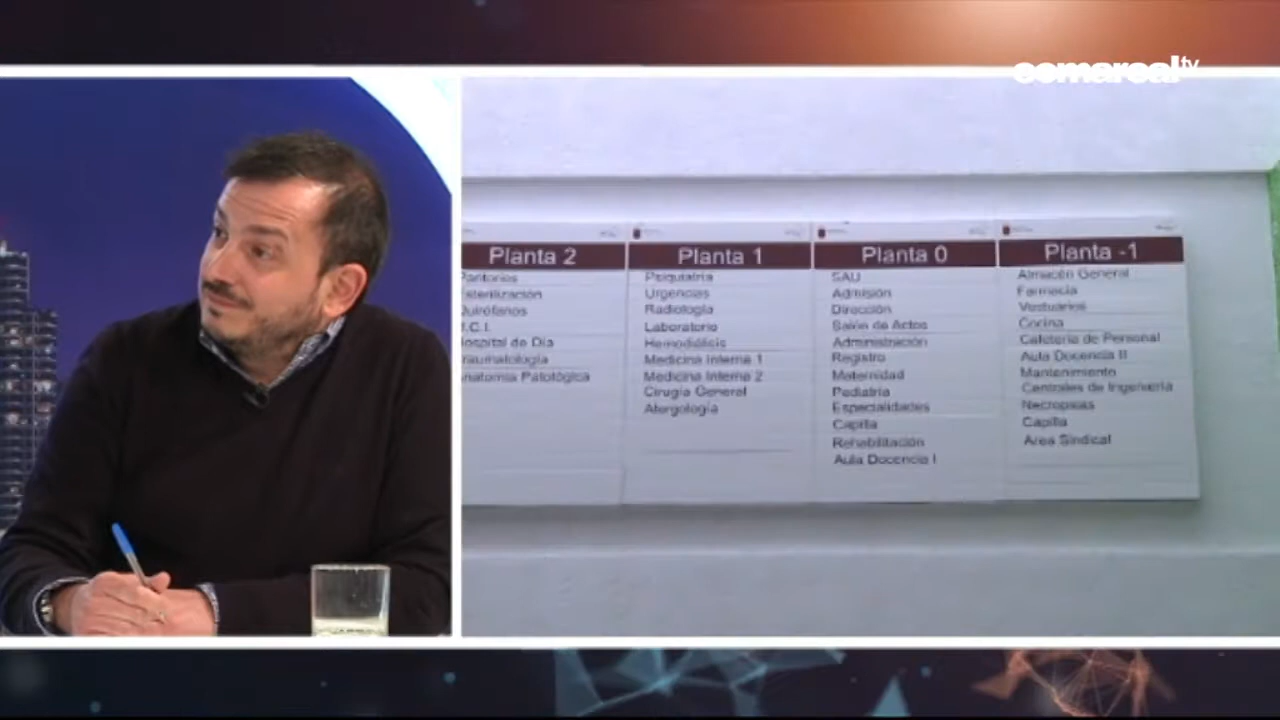 comarcal tv
Planta 2
Paritorios
Esterilización
Quirófanos
U.C.I.
Hospital de Día
Traumatología
Anatomía Patológica
Planta 1
Psiquiatría
Urgencias
Radiología
Laboratorio
Hemodiálisis
Medicina Interna 1
Medicina Interna 2
Cirugía General
Alergología
Planta 0
SAU
Admisión
Dirección
Salón de Actos
Administración
Registro
Maternidad
Pediatría
Especialidades
Capilla
Rehabilitación
Aula Docencia I
Planta -1
Almacén General
Farmacia
Vestuarios
Cocina
Cafetería de Personal
Aula Docencia II
Mantenimiento
Centrales de Ingeniería
Necropsias
Capilla
Area Sindical